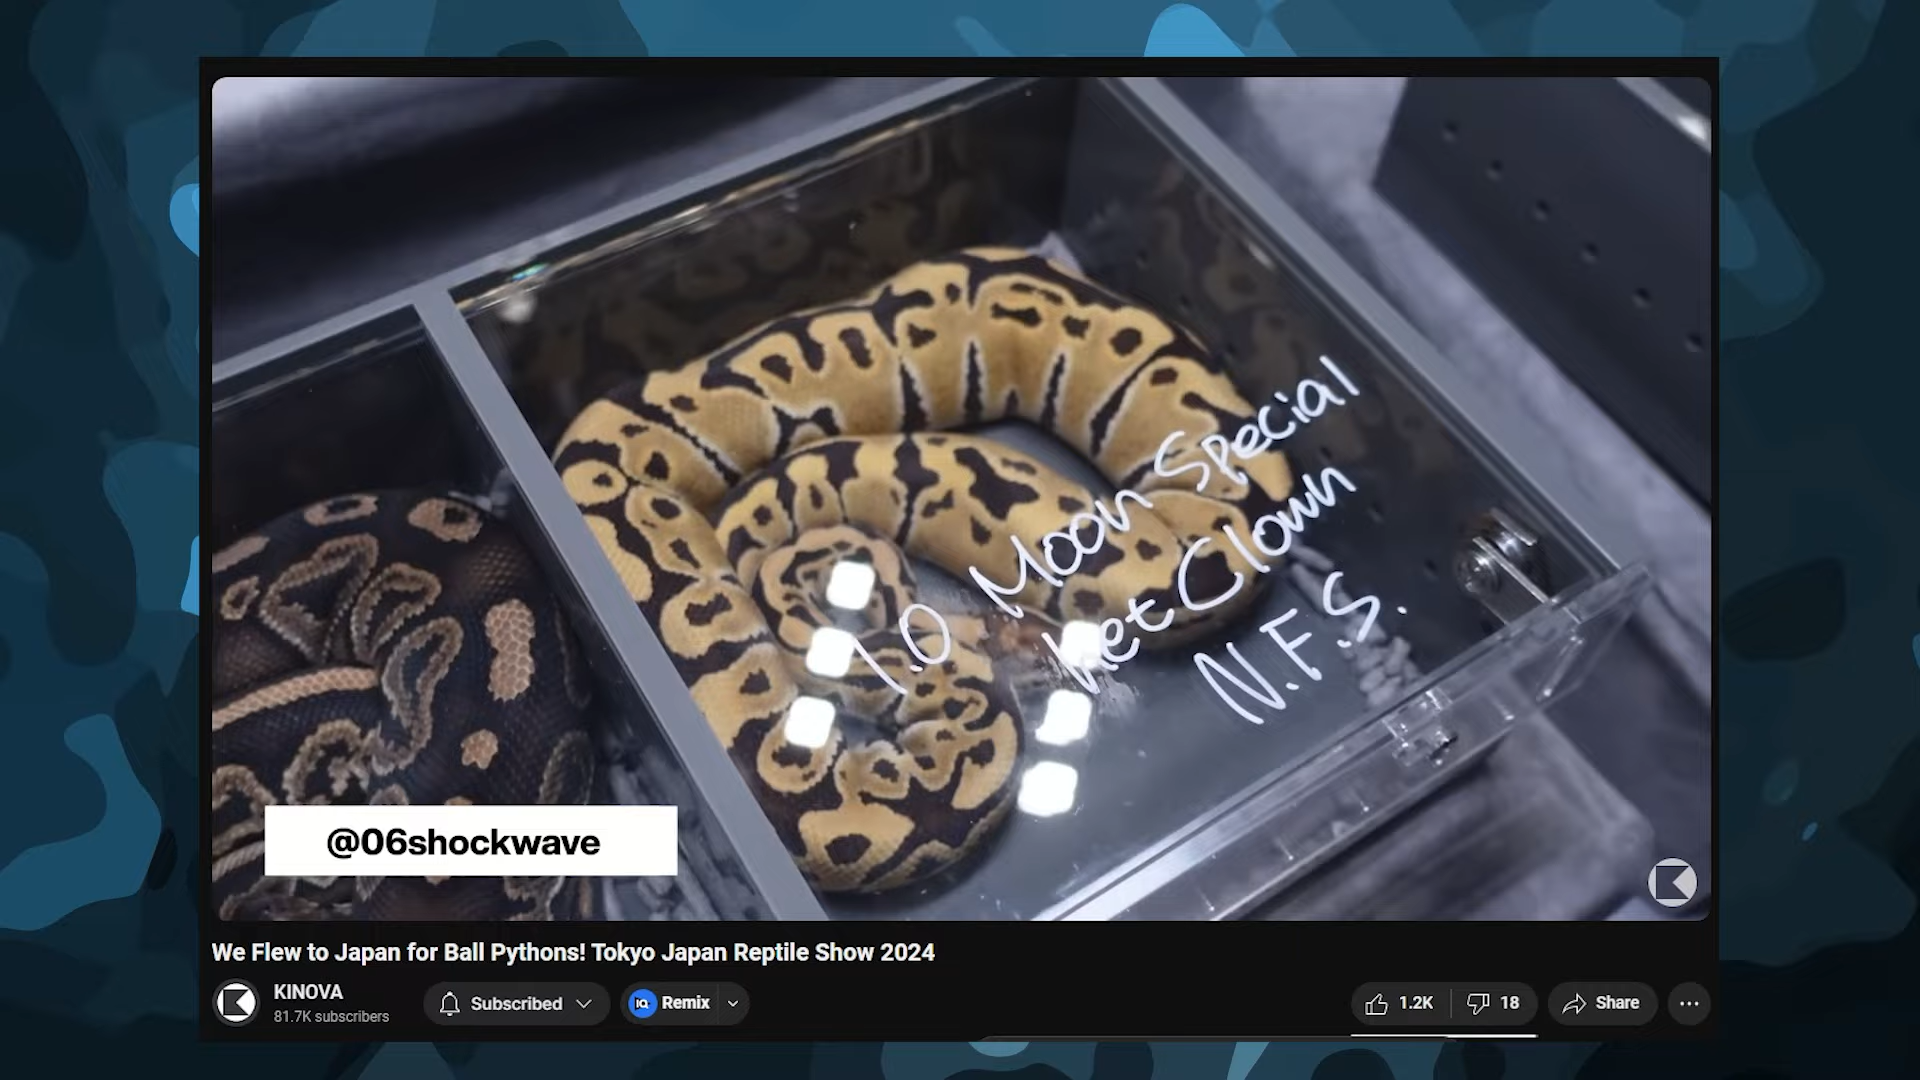 1.0 Moon Special
Het Clown
N.F.S.
@06shockwave
We Flew to Japan for Ball Pythons! Tokyo Japan Reptile Show 2024
KINOVA
81.7K subscribers
Subscribed
IQ Remix
1.2K
18
Share